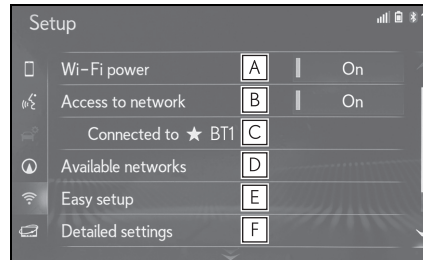 Setup
Wi-Fi power A On
Access to network B On
Connected to ★ BT1 C
Available networks D
Easy setup E
Detailed settings F